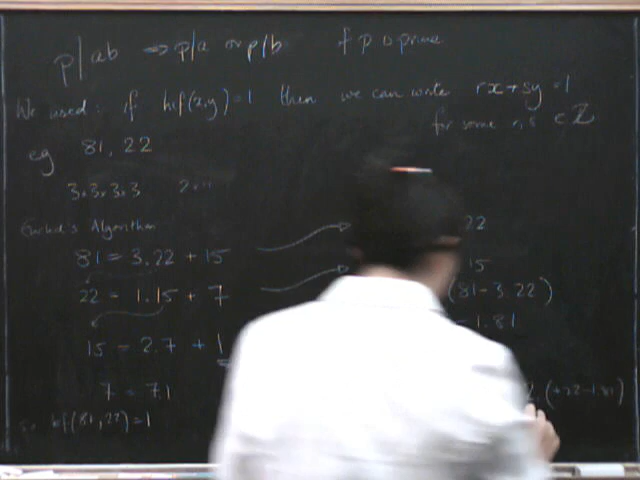 p|ab ⇒ p|a or p|b if p is prime
We used: if hcf(x,y)=1 then we can write rx+sy=1
for some r,s ∈ Z
eg 81, 22
3.3.3.3 2.11
Euclid's Algorithm
81 = 3.22 + 15
22
22 = 1.15 + 7
15
(81-3.22)
- 1.81
15 = 2.7 + 1
7 = 7.1
(4.22-1.81)
So hcf(81,22)=1